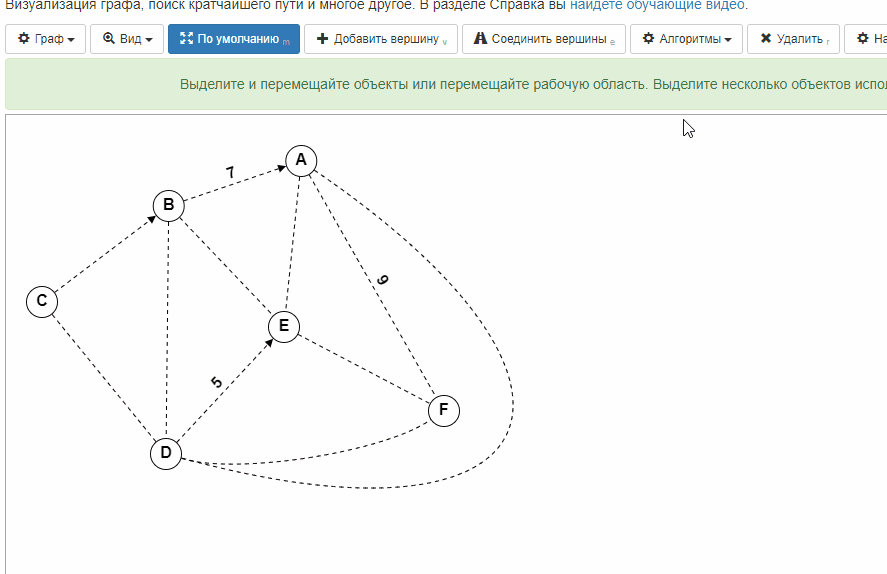 Визуализация графа, поиск кратчайшего пути и многое другое. В разделе Справка вы найдете обучающие видео.
Граф Вид По умолчанию m Добавить вершину v Соединить вершины e Алгоритмы Удалить r На
Выделите и перемещайте объекты или перемещайте рабочую область. Выделите несколько объектов испол
A
7
B
9
C
E
5
F
D